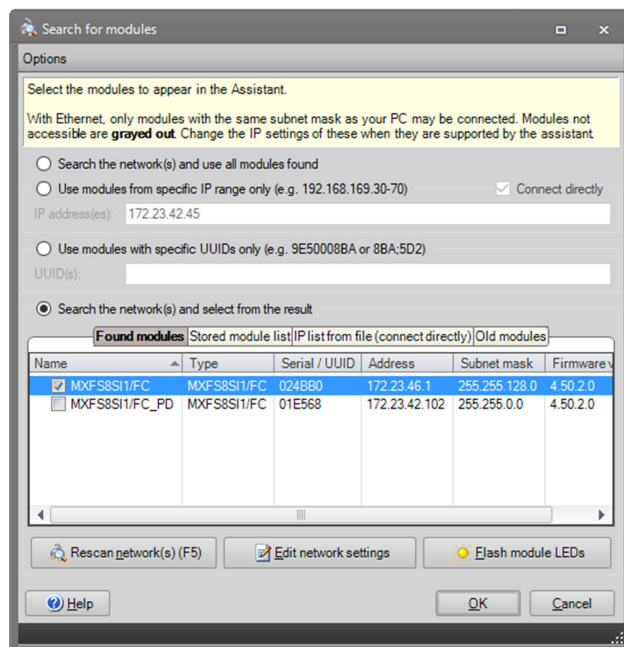 Search for modules
Options
Select the modules to appear in the Assistant.
With Ethernet, only modules with the same subnet mask as your PC may be connected. Modules not
accessible are grayed out. Change the IP settings of these when they are supported by the assistant.
Search the network(s) and use all modules found
Use modules from specific IP range only (e.g. 192.168.169.30-70) Connect directly
IP address(es): 172.23.42.45
Use modules with specific UUIDs only (e.g. 9E50008BA or 8BA;5D2)
UUID(s):
Search the network(s) and select from the result
Found modules Stored module list IP list from file (connect directly) Old modules
Name Type Serial / UUID Address Subnet mask Firmware v
MXFS8SI1/FC MXFS8SI1/FC 024BB0 172.23.46.1 255.255.128.0 4.50.2.0
MXFS8SI1/FC_PD MXFS8SI1/FC 01E568 172.23.42.102 255.255.0.0 4.50.2.0
Rescan network(s) (F5) Edit network settings Flash module LEDs
Help OK Cancel